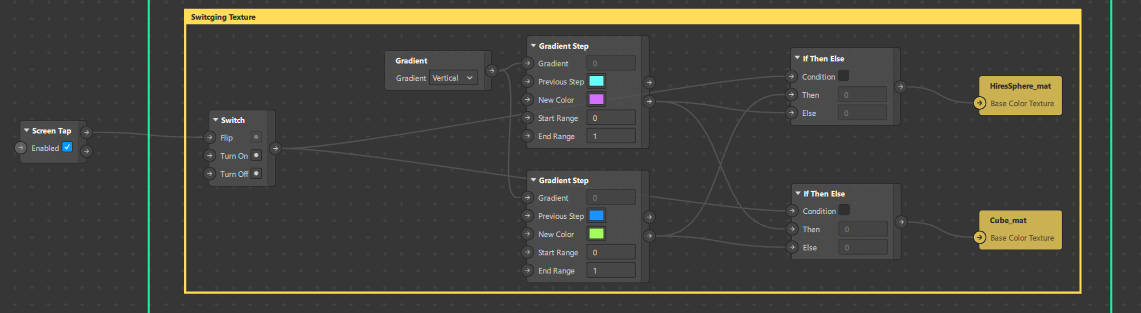 Switcging Texture
Screen Tap
Enabled
Switch
Flip
Turn On
Turn Off
Gradient
Gradient Vertical
Gradient Step
Gradient 0
Previous Step
New Color
Start Range 0
End Range 1
Gradient Step
Gradient 0
Previous Step
New Color
Start Range 0
End Range 1
If Then Else
Condition
Then 0
Else 0
If Then Else
Condition
Then 0
Else 0
HiresSphere_mat
Base Color Texture
Cube_mat
Base Color Texture